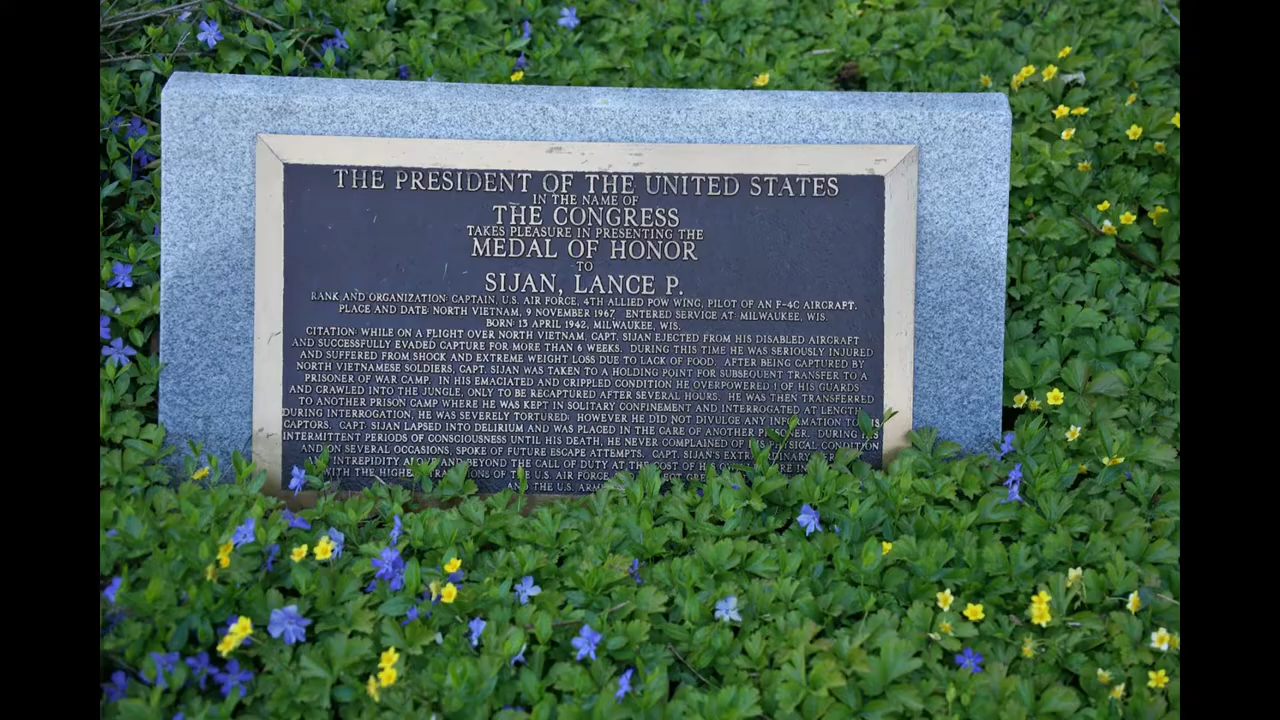 THE PRESIDENT OF THE UNITED STATES
IN THE NAME OF
THE CONGRESS
TAKES PLEASURE IN PRESENTING THE
MEDAL OF HONOR
TO
SIJAN, LANCE P.
RANK AND ORGANIZATION: CAPTAIN, U.S. AIR FORCE, 4TH ALLIED POW WING, PILOT OF AN F-4C AIRCRAFT.
PLACE AND DATE: NORTH VIETNAM, 9 NOVEMBER 1967. ENTERED SERVICE AT: MILWAUKEE, WIS.
BORN: 13 APRIL 1942, MILWAUKEE, WIS.
CITATION: WHILE ON A FLIGHT OVER NORTH VIETNAM, CAPT. SIJAN EJECTED FROM HIS DISABLED AIRCRAFT
AND SUCCESSFULLY EVADED CAPTURE FOR MORE THAN 6 WEEKS. DURING THIS TIME HE WAS SERIOUSLY INJURED
AND SUFFERED FROM SHOCK AND EXTREME WEIGHT LOSS DUE TO LACK OF FOOD. AFTER BEING CAPTURED BY
NORTH VIETNAMESE SOLDIERS, CAPT. SIJAN WAS TAKEN TO A HOLDING POINT FOR SUBSEQUENT TRANSFER TO A
PRISONER OF WAR CAMP. IN HIS EMACIATED AND CRIPPLED CONDITION HE OVERPOWERED 1 OF HIS GUARDS
AND CRAWLED INTO THE JUNGLE, ONLY TO BE RECAPTURED AFTER SEVERAL HOURS. HE WAS THEN TRANSFERRED
TO ANOTHER PRISON CAMP WHERE HE WAS KEPT IN SOLITARY CONFINEMENT AND INTERROGATED AT LENGTH.
DURING INTERROGATION, HE WAS SEVERELY TORTURED; HOWEVER HE DID NOT DIVULGE ANY INFORMATION TO HIS
CAPTORS. CAPT. SIJAN LAPSED INTO DELIRIUM AND WAS PLACED IN THE CARE OF ANOTHER PRISONER. DURING HIS
INTERMITTENT PERIODS OF CONSCIOUSNESS UNTIL HIS DEATH, HE NEVER COMPLAINED OF HIS PHYSICAL CONDITION
AND ON SEVERAL OCCASIONS, SPOKE OF FUTURE ESCAPE ATTEMPTS. CAPT. SIJAN'S EXTRAORDINARY
INTREPIDITY AND BEYOND THE CALL OF DUTY AT THE COST OF
WITH THE OF THE U.S. AIR FORCE
AND THE U.S.